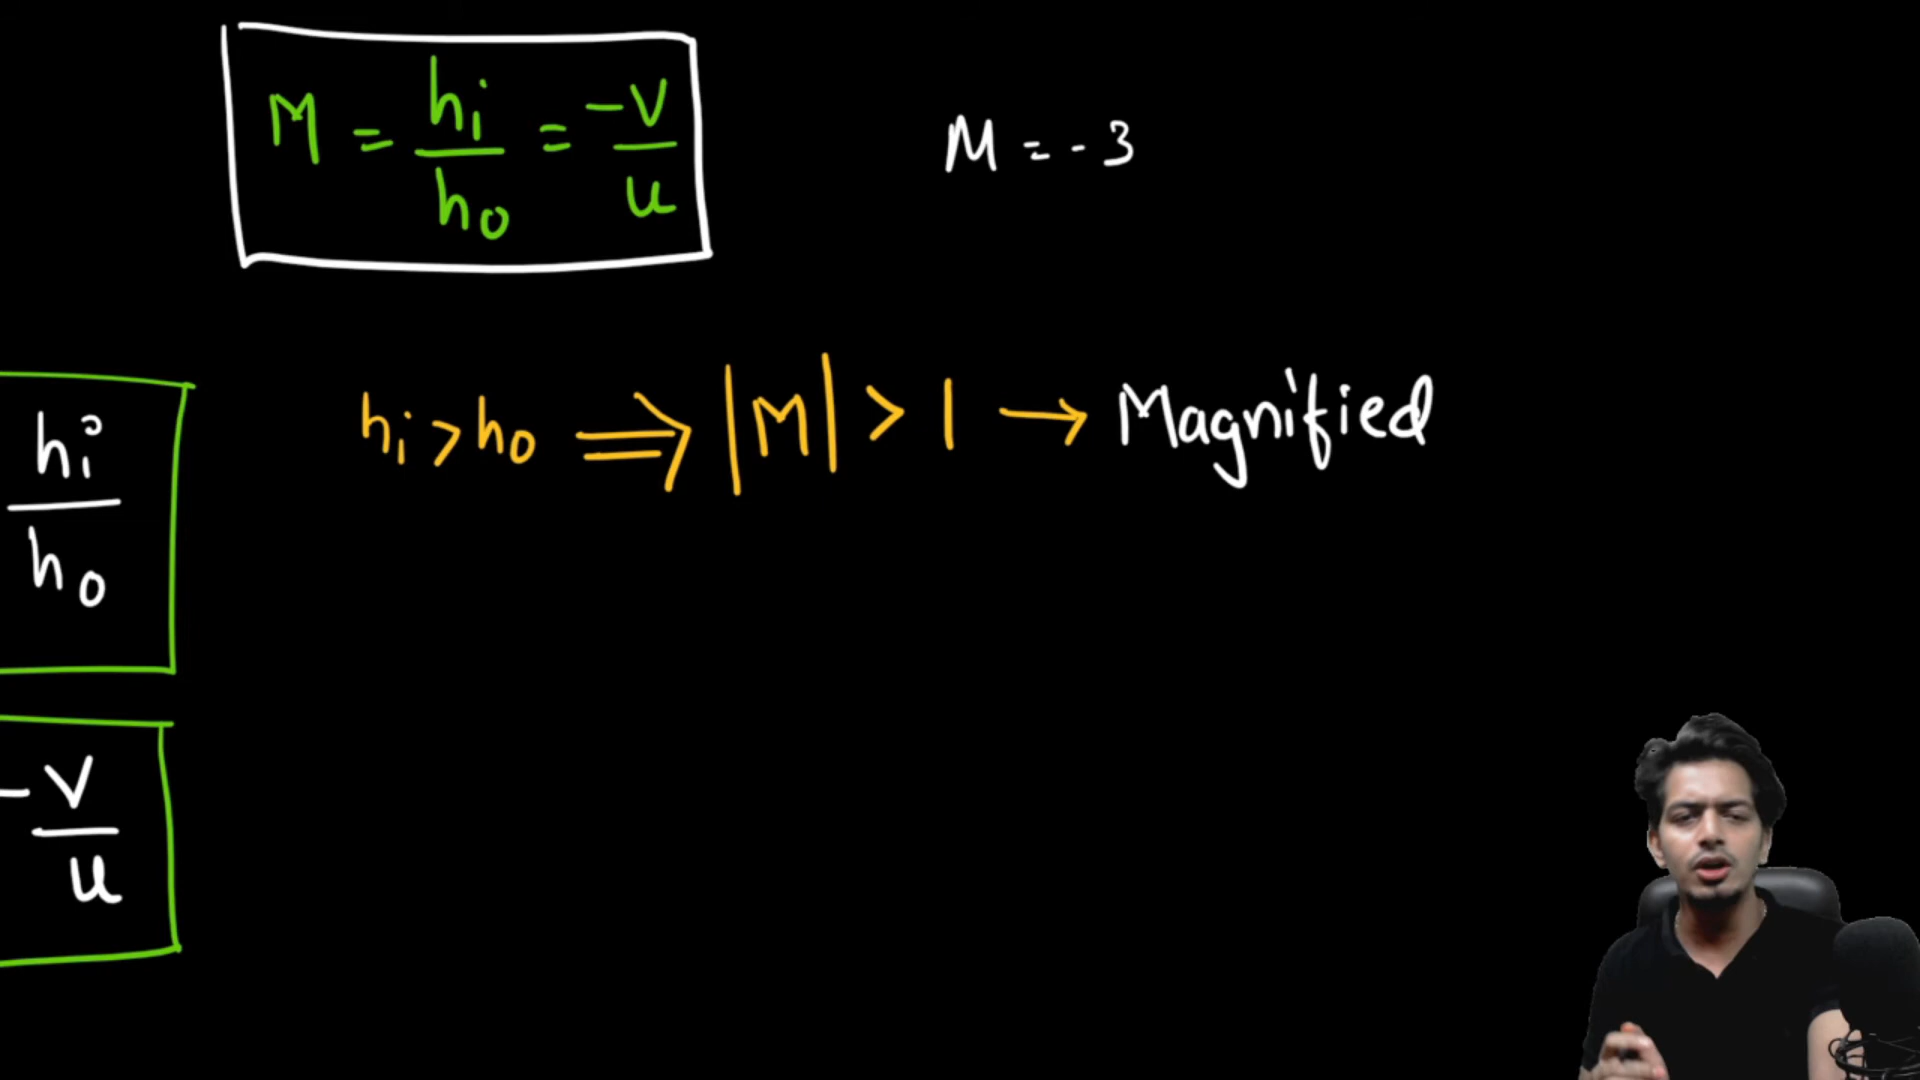 M = hi/ho = -v/u
M = -3
hi > ho ⟹ |M| > 1 → Magnified
hi/ho
-v/u